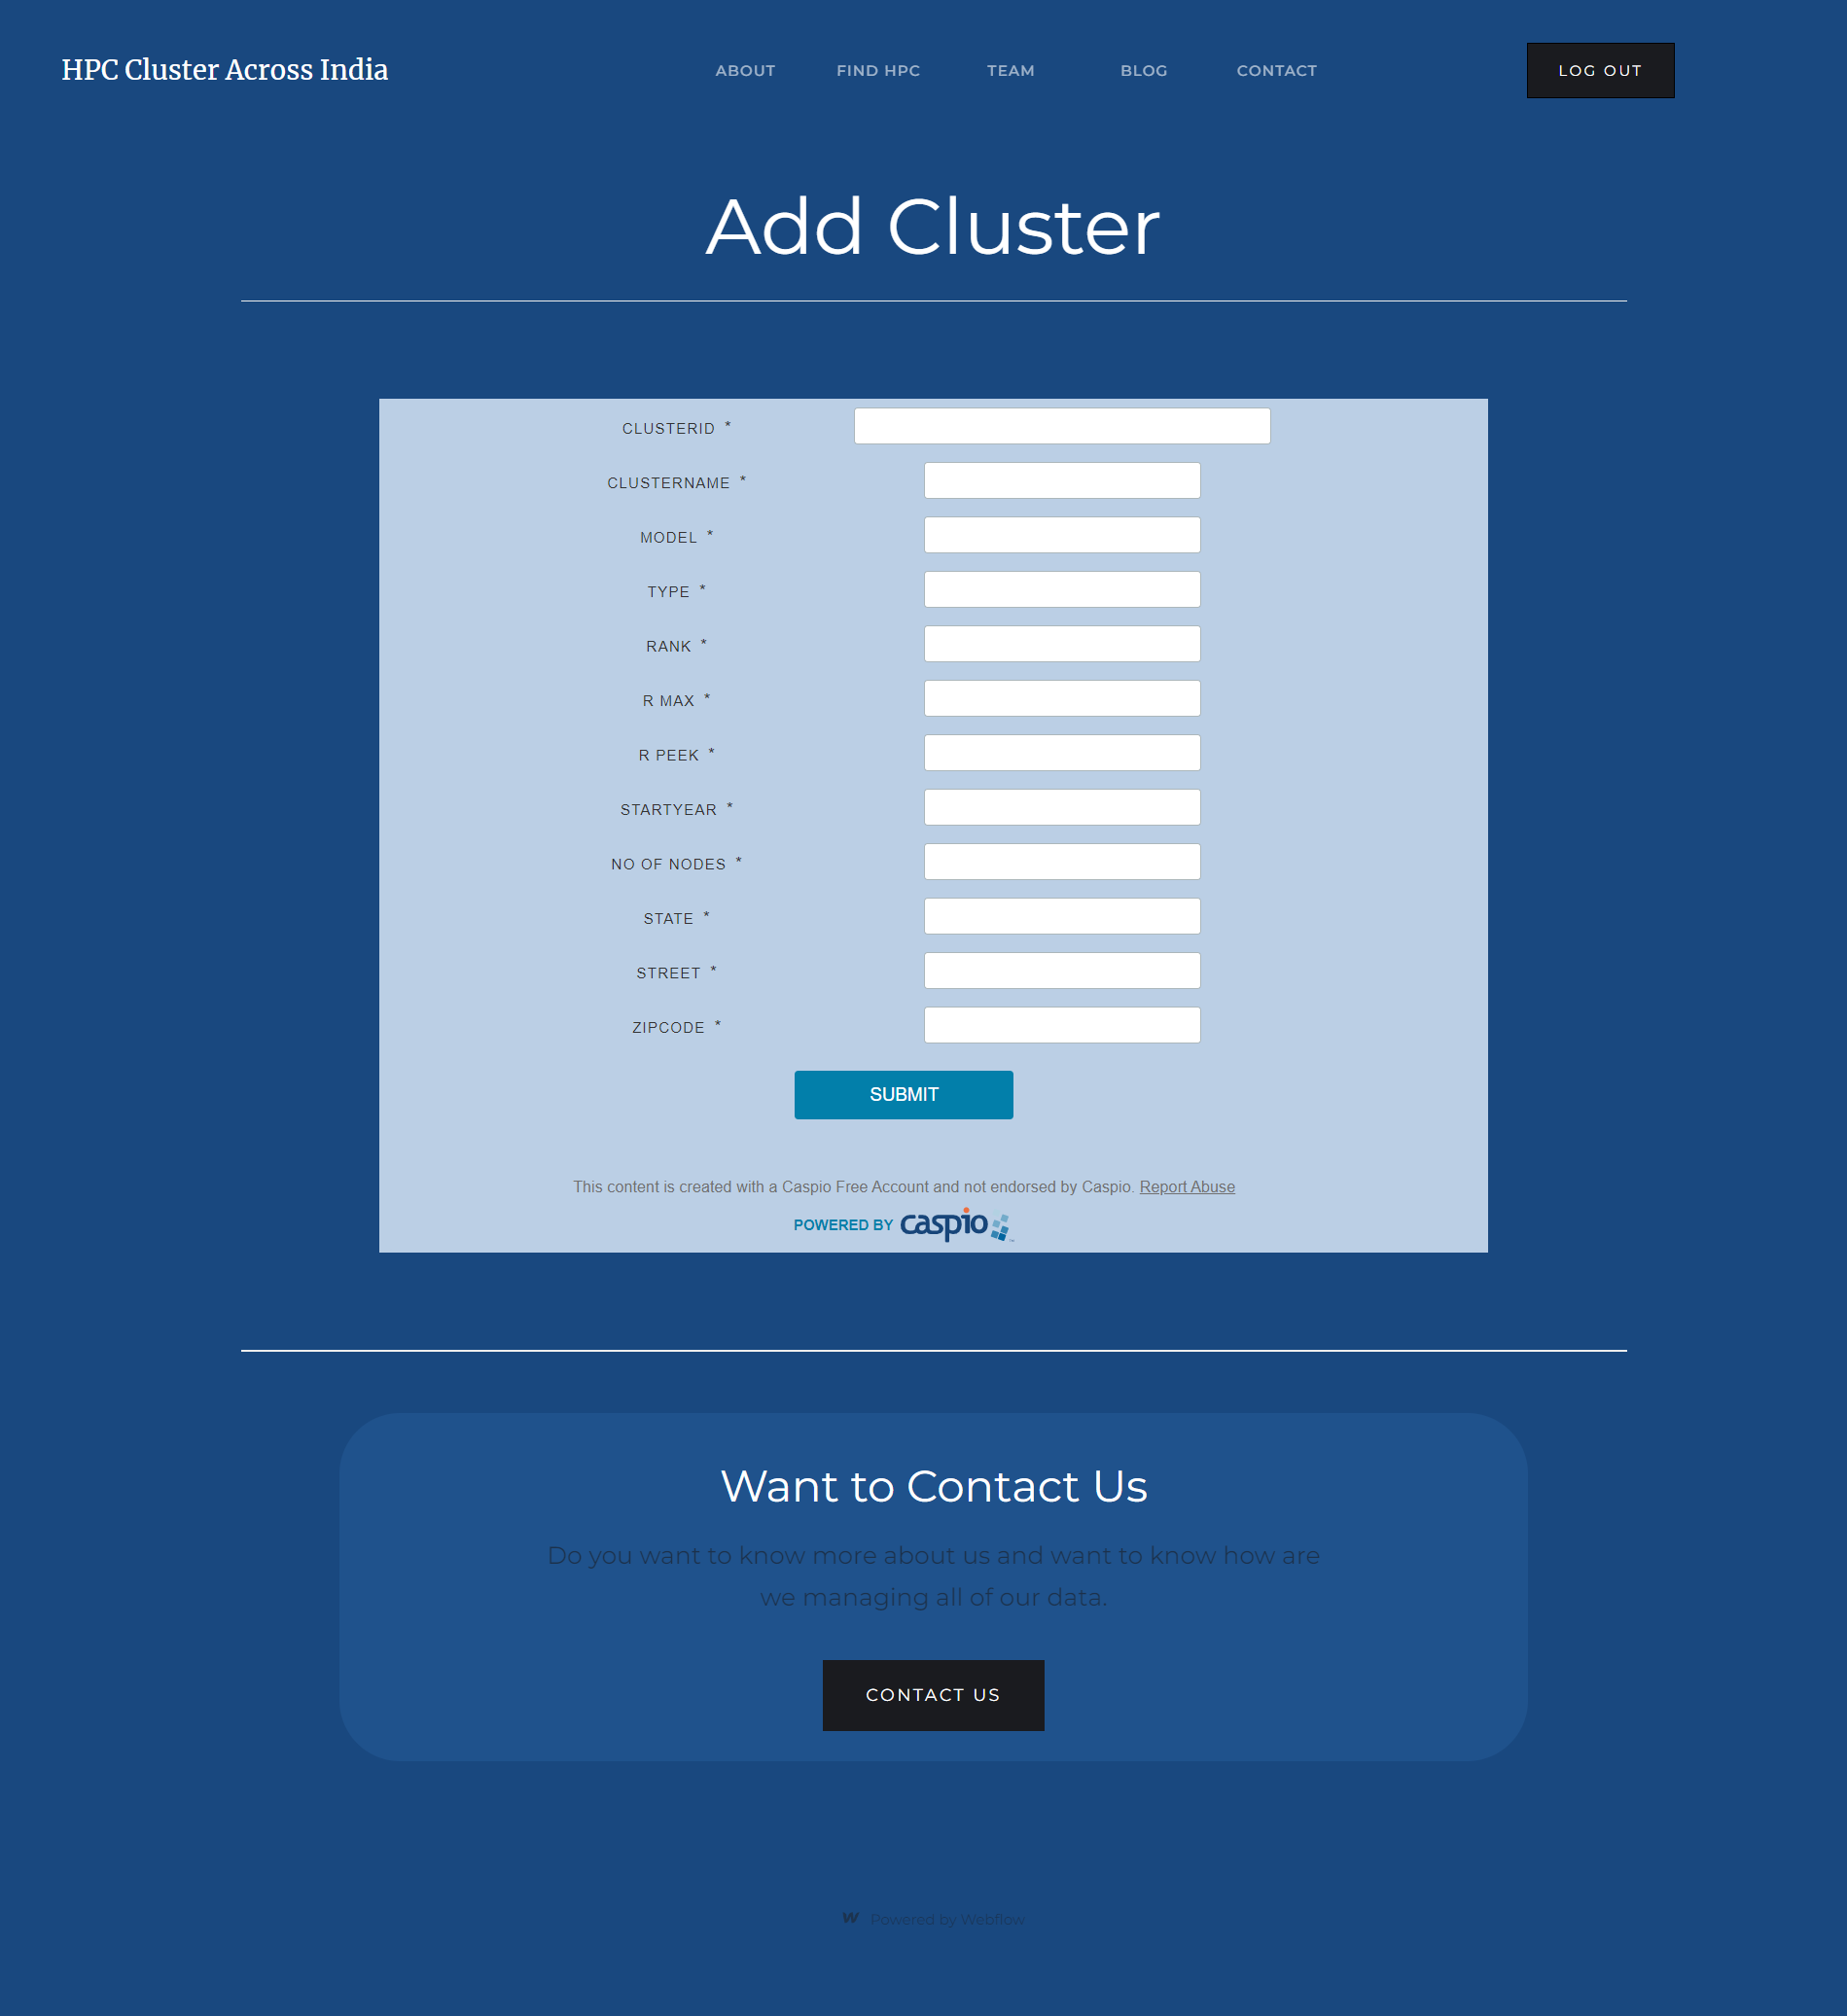 HPC Cluster Across India
ABOUT
FIND HPC
TEAM
BLOG
CONTACT
LOG OUT
Add Cluster
CLUSTERID *
CLUSTERNAME *
MODEL *
TYPE *
RANK *
R MAX *
R PEEK *
STARTYEAR *
NO OF NODES *
STATE *
STREET *
ZIPCODE *
SUBMIT
This content is created with a Caspio Free Account and not endorsed by Caspio. Report Abuse
POWERED BY caspio
Want to Contact Us
Do you want to know more about us and want to know how are
we managing all of our data.
CONTACT US
Powered by Webflow